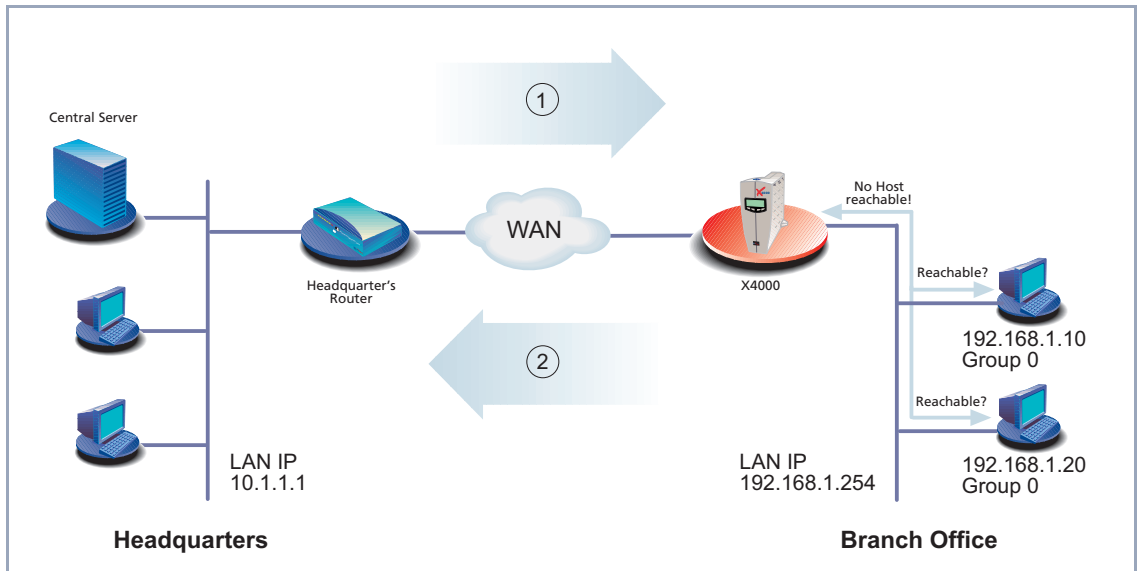 1
Central Server
No Host
reachable!
WAN
Headquarter's
Router
X4000
Reachable?
192.168.1.10
Group 0
2
Reachable?
LAN IP
10.1.1.1
LAN IP
192.168.1.254
192.168.1.20
Group 0
Headquarters
Branch Office